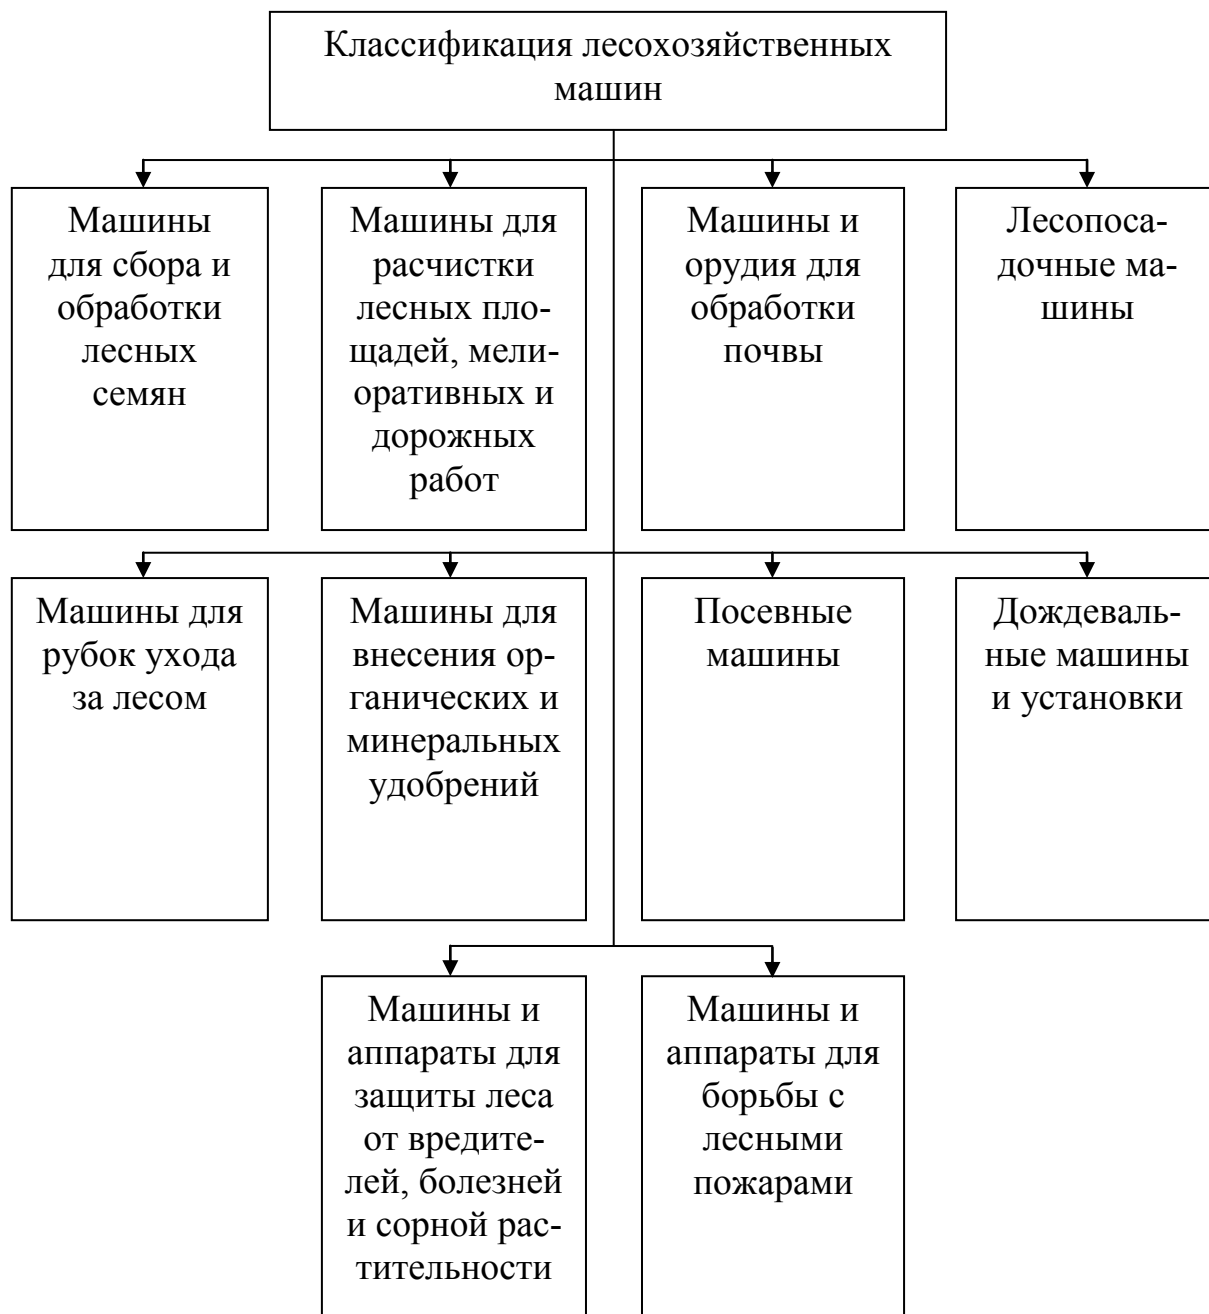 Классификация лесохозяйственных
машин
Машины
для сбора и
обработки
лесных
семян
Машины для
расчистки
лесных пло-
щадей, мели-
оративных и
дорожных
работ
Машины и
орудия для
обработки
почвы
Лесопоса-
дочные ма-
шины
Машины для
рубок ухода
за лесом
Машины для
внесения ор-
ганических и
минеральных
удобрений
Посевные
машины
Дождеваль-
ные машины
и установки
Машины и
аппараты для
защиты леса
от вредите-
лей, болезней
и сорной рас-
тительности
Машины и
аппараты для
борьбы с
лесными
пожарами